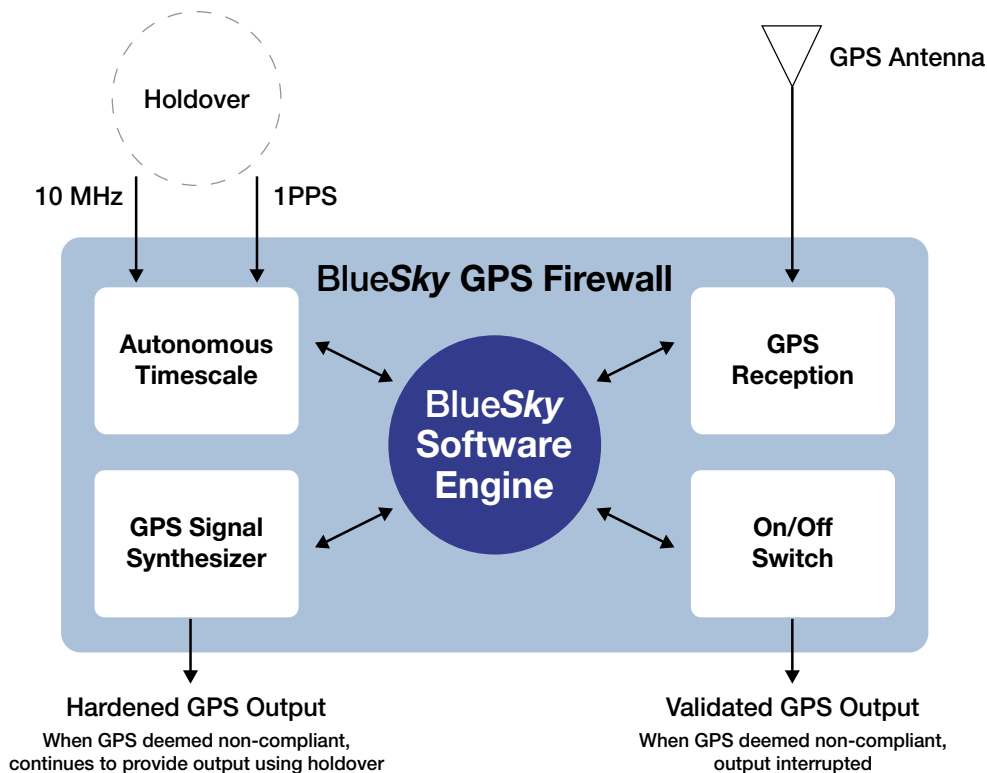 Holdover
GPS Antenna
10 MHz
1PPS
BlueSky GPS Firewall
Autonomous
Timescale
GPS
Reception
BlueSky
Software
Engine
GPS Signal
Synthesizer
On/Off
Switch
Hardened GPS Output
When GPS deemed non-compliant,
continues to provide output using holdover
Validated GPS Output
When GPS deemed non-compliant,
output interrupted